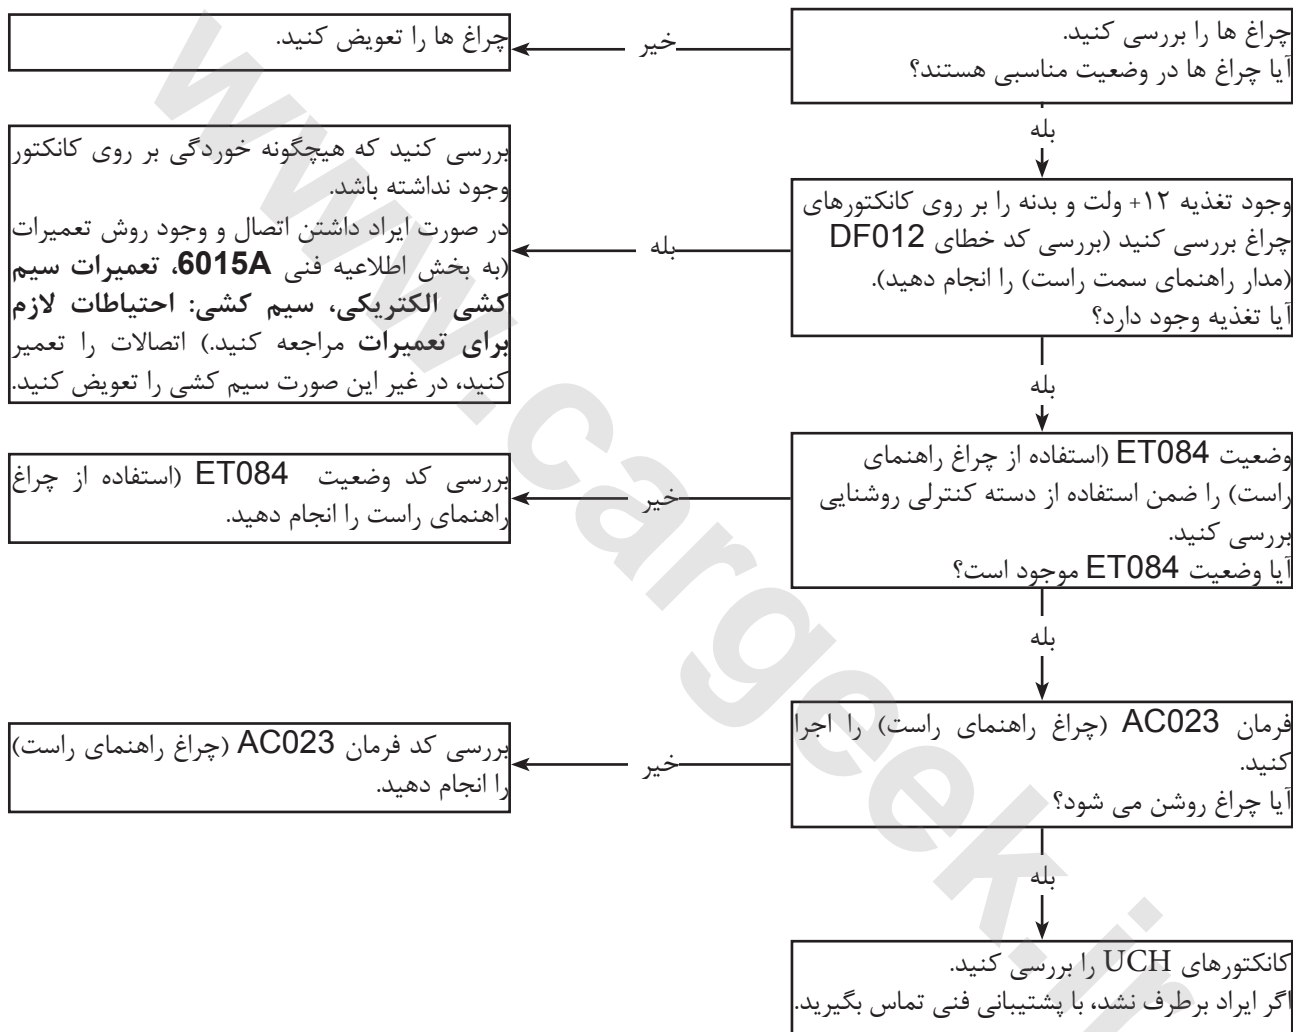 چراغ ها را بررسی کنید.
آیا چراغ ها در وضعیت مناسبی هستند؟
خیر
چراغ ها را تعویض کنید.
بله
وجود تغذیه ۱۲+ ولت و بدنه را بر روی کانکتورهای
چراغ بررسی کنید (بررسی کد خطای DF012
(مدار راهنمای سمت راست) را انجام دهید).
آیا تغذیه وجود دارد؟
بله
بررسی کنید که هیچگونه خوردگی بر روی کانکتور
وجود نداشته باشد.
در صورت ایراد داشتن اتصال و وجود روش تعمیرات
(به بخش اطلاعیه فنی 6015A، تعمیرات سیم
کشی الکتریکی، سیم کشی: احتیاطات لازم
برای تعمیرات مراجعه کنید.) اتصالات را تعمیر
کنید، در غیر این صورت سیم کشی را تعویض کنید.
بله
وضعیت ET084 (استفاده از چراغ راهنمای
راست) را ضمن استفاده از دسته کنترلی روشنایی
بررسی کنید.
آیا وضعیت ET084 موجود است؟
خیر
بررسی کد وضعیت ET084 (استفاده از چراغ
راهنمای راست را انجام دهید.
بله
فرمان AC023 (چراغ راهنمای راست) را اجرا
کنید.
آیا چراغ روشن می شود؟
خیر
بررسی کد فرمان AC023 (چراغ راهنمای راست)
را انجام دهید.
بله
کانکتورهای UCH را بررسی کنید.
اگر ایراد برطرف نشد، با پشتیبانی فنی تماس بگیرید.
www.cargeek.ir